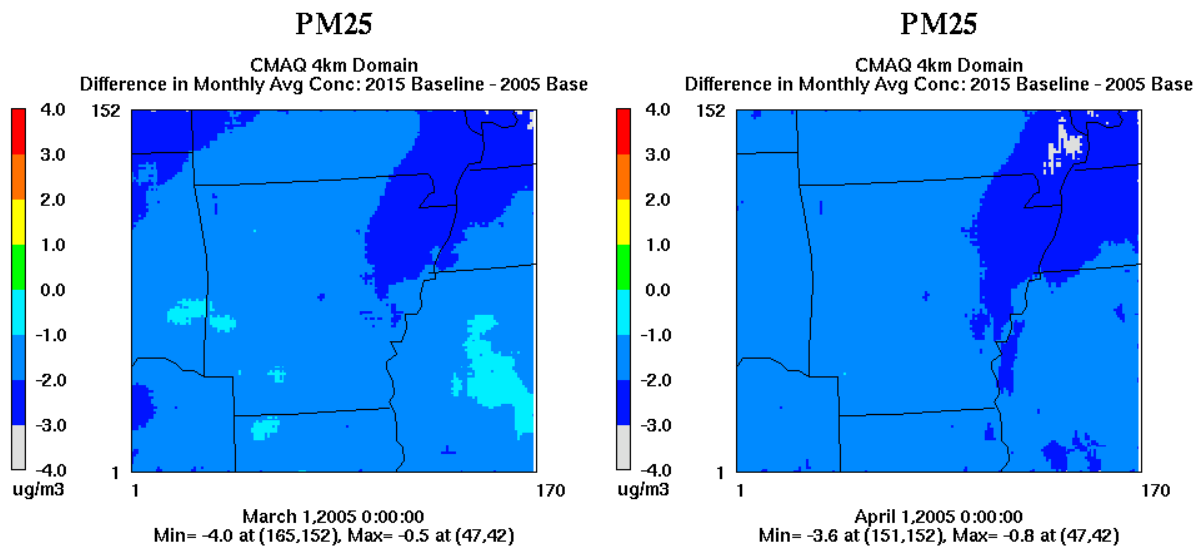 PM25
CMAQ 4km Domain
Difference in Monthly Avg Conc: 2015 Baseline - 2005 Base
4.0
3.0
2.0
1.0
0.0
-1.0
-2.0
-3.0
-4.0
ug/m3
152
1
1
170
March 1,2005 0:00:00
Min= -4.0 at (165,152), Max= -0.5 at (47,42)
PM25
CMAQ 4km Domain
Difference in Monthly Avg Conc: 2015 Baseline - 2005 Base
4.0
3.0
2.0
1.0
0.0
-1.0
-2.0
-3.0
-4.0
ug/m3
152
1
1
170
April 1,2005 0:00:00
Min= -3.6 at (151,152), Max= -0.8 at (47,42)